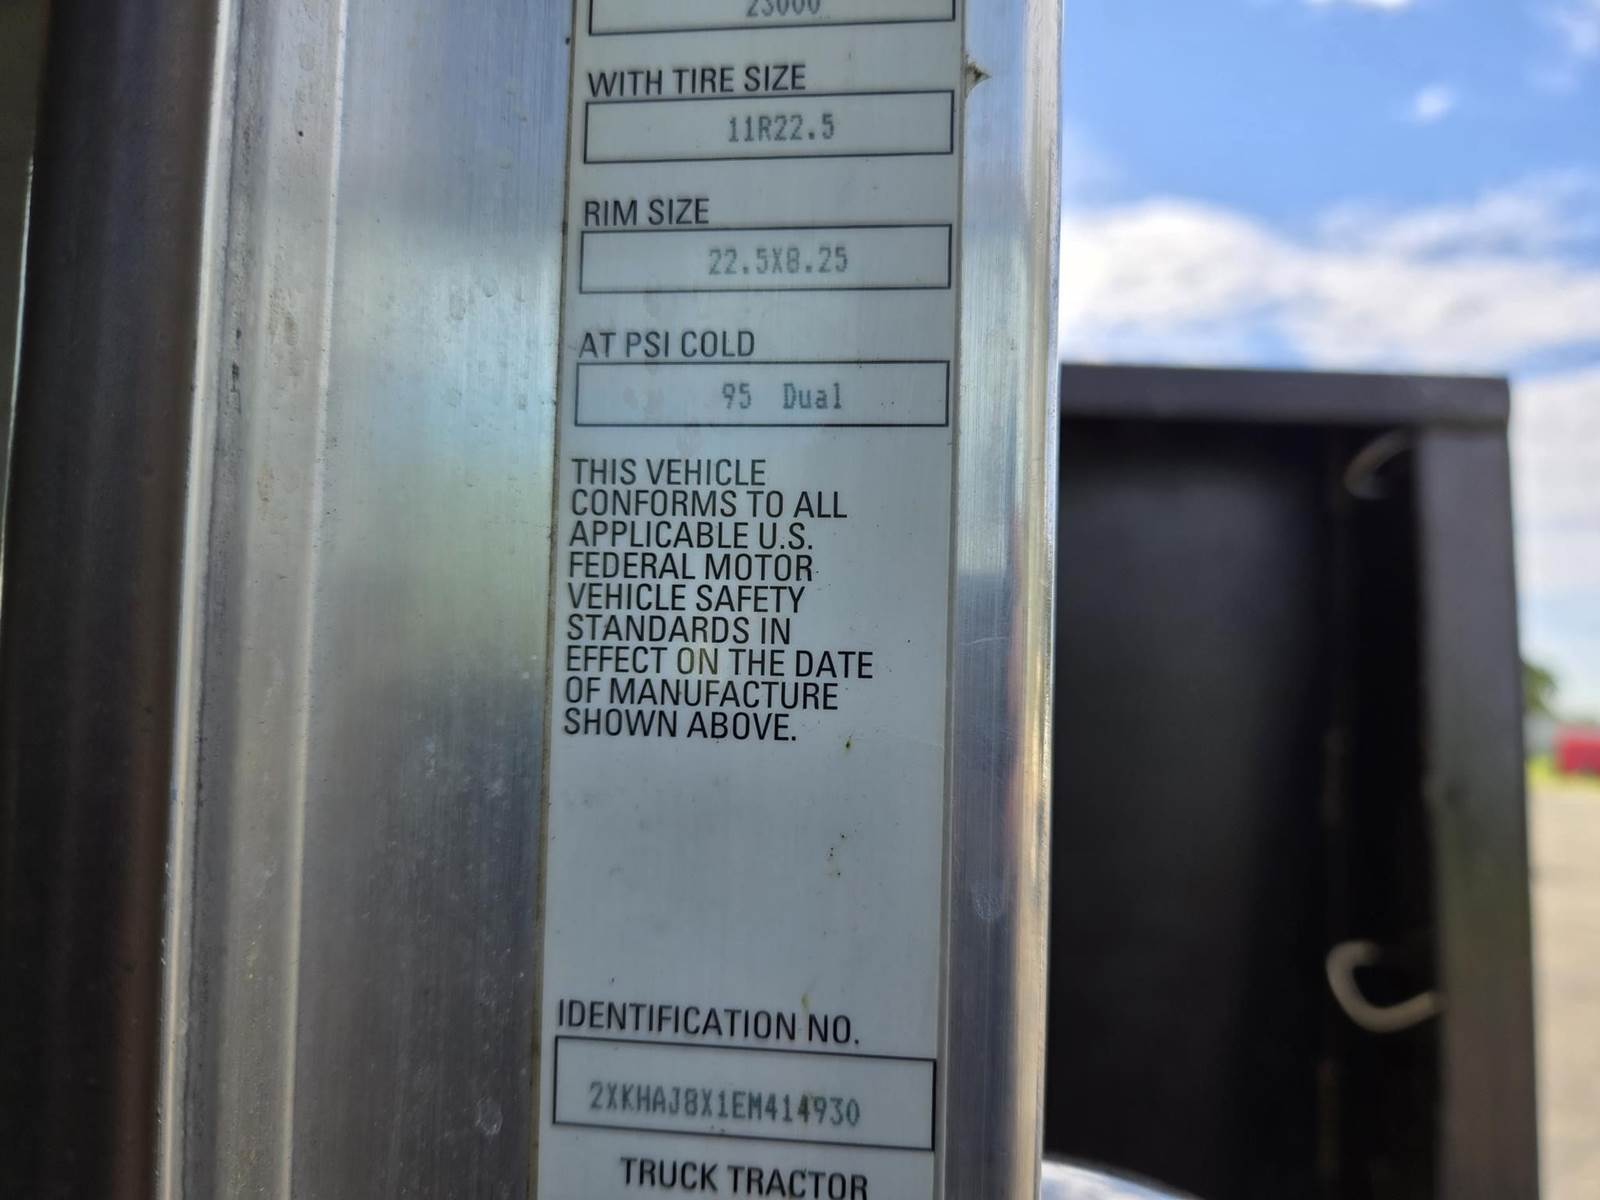 23000
WITH TIRE SIZE
11R22.5
RIM SIZE
22.5X8.25
AT PSI COLD
95 Dual
THIS VEHICLE
CONFORMS TO ALL
APPLICABLE U.S.
FEDERAL MOTOR
VEHICLE SAFETY
STANDARDS IN
EFFECT ON THE DATE
OF MANUFACTURE
SHOWN ABOVE.
IDENTIFICATION NO.
2XKHAJ8X1EM414930
TRUCK TRACTOR